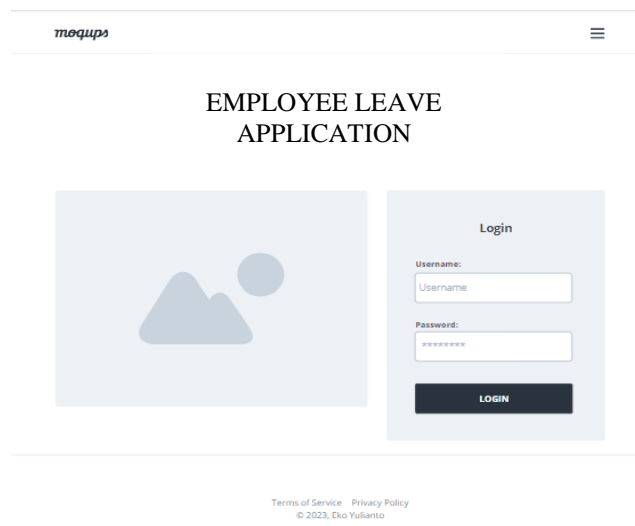 moqups
EMPLOYEE LEAVE
APPLICATION
Login
Username:
Username
Password:
********
LOGIN
Terms of Service Privacy Policy
© 2023, Eko Yulianto